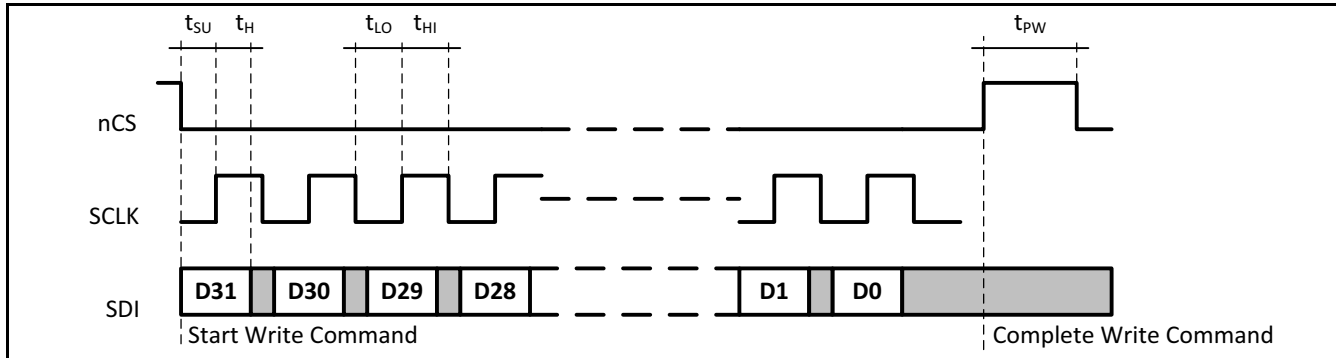 tSU tH tLO tHI tPW
nCS
SCLK
D31 D30 D29 D28 D1 D0
SDI
Start Write Command Complete Write Command